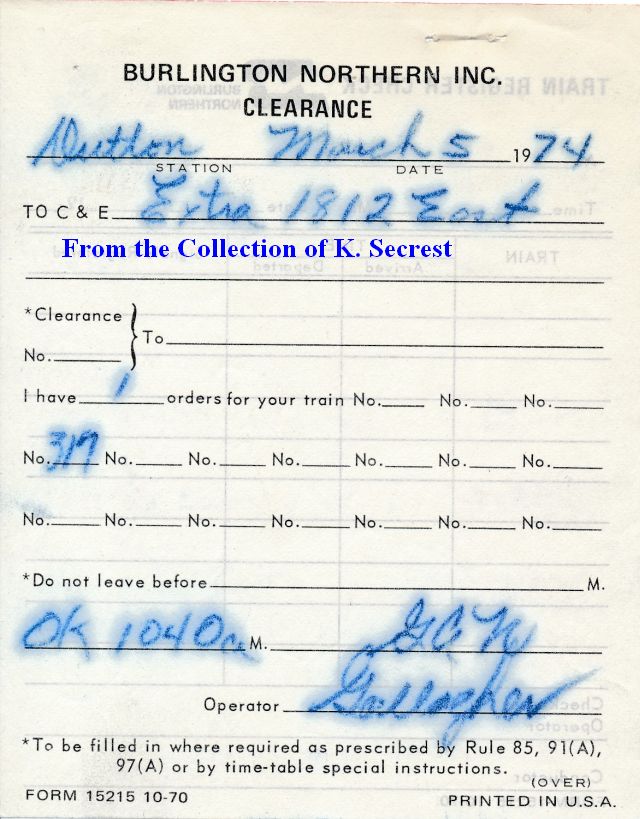 BURLINGTON NORTHERN INC.
CLEARANCE
Dutton March 5 1974
STATION DATE
TO C & E Extra 1812 East
From the Collection of K. Secrest
*Clearance
No. } To
I have 1 orders for your train No. No. No.
No. 319 No. No. No. No. No. No.
No. No. No. No. No. No. No.
*Do not leave before M.
OK 1040a M. GCN
Operator Gallagher
*To be filled in where required as prescribed by Rule 85, 91(A),
97(A) or by time-table special instructions.
(OVER)
FORM 15215 10-70 PRINTED IN U.S.A.